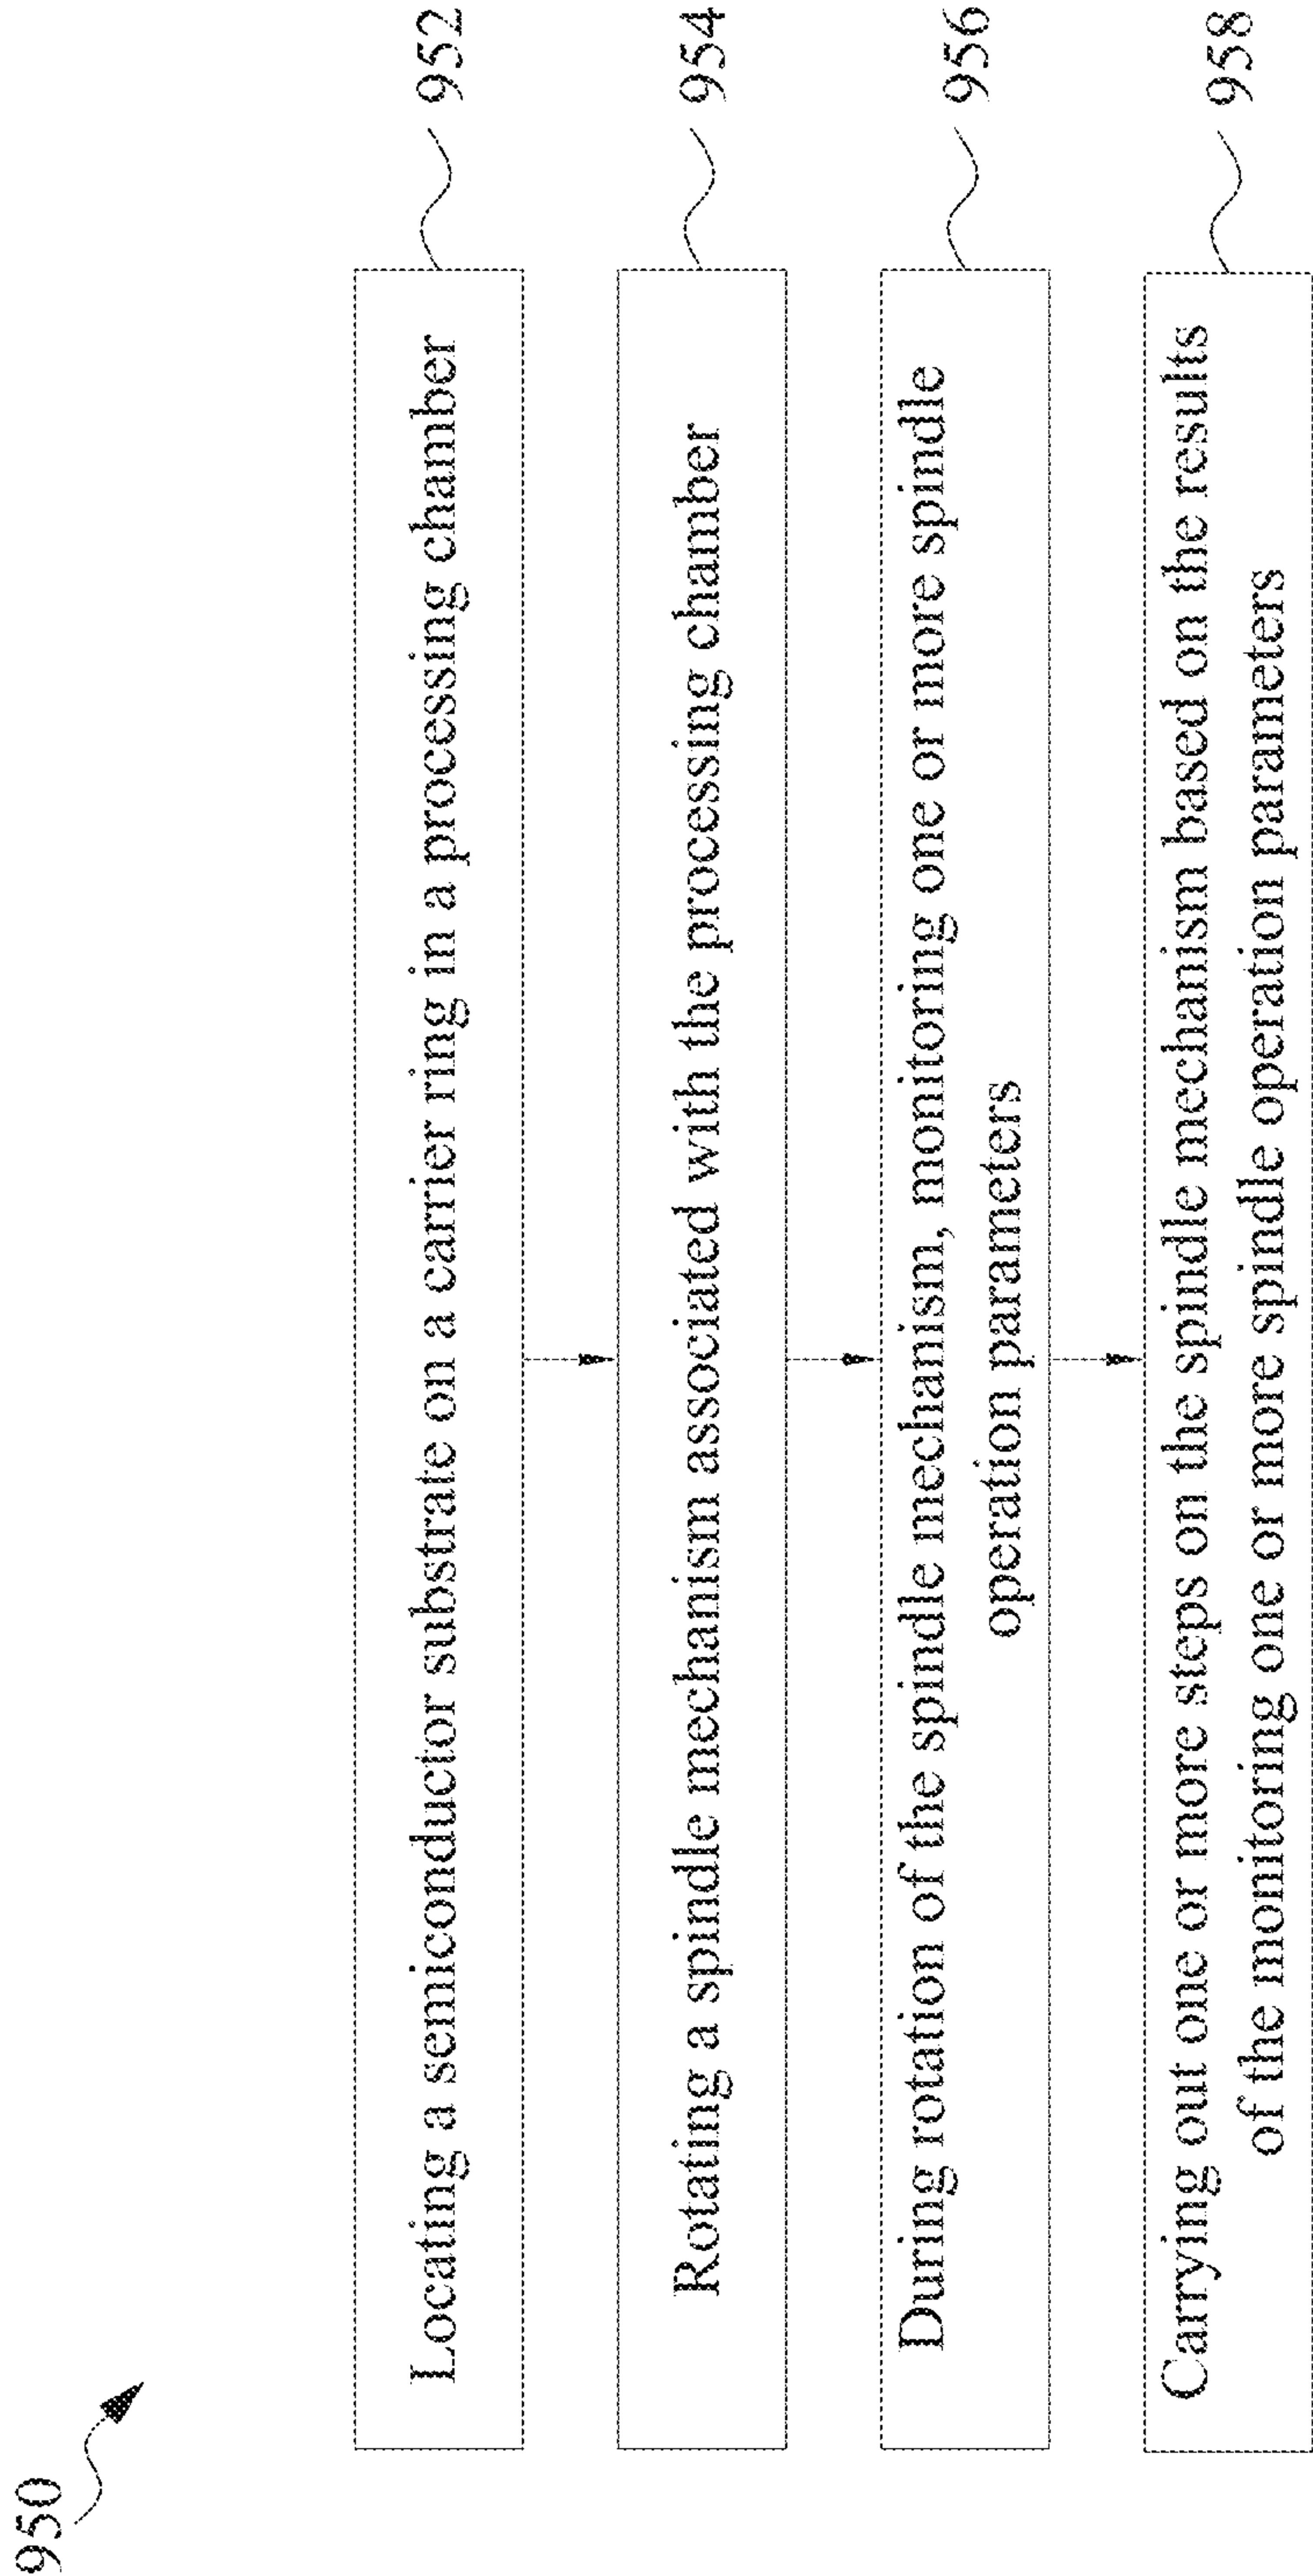 950
Locating a semiconductor substrate on a carrier ring in a processing chamber
952
Rotating a spindle mechanism associated with the processing chamber
954
During rotation of the spindle mechanism, monitoring one or more spindle
operation parameters
956
Carrying out one or more steps on the spindle mechanism based on the results
of the monitoring one or more spindle operation parameters
958